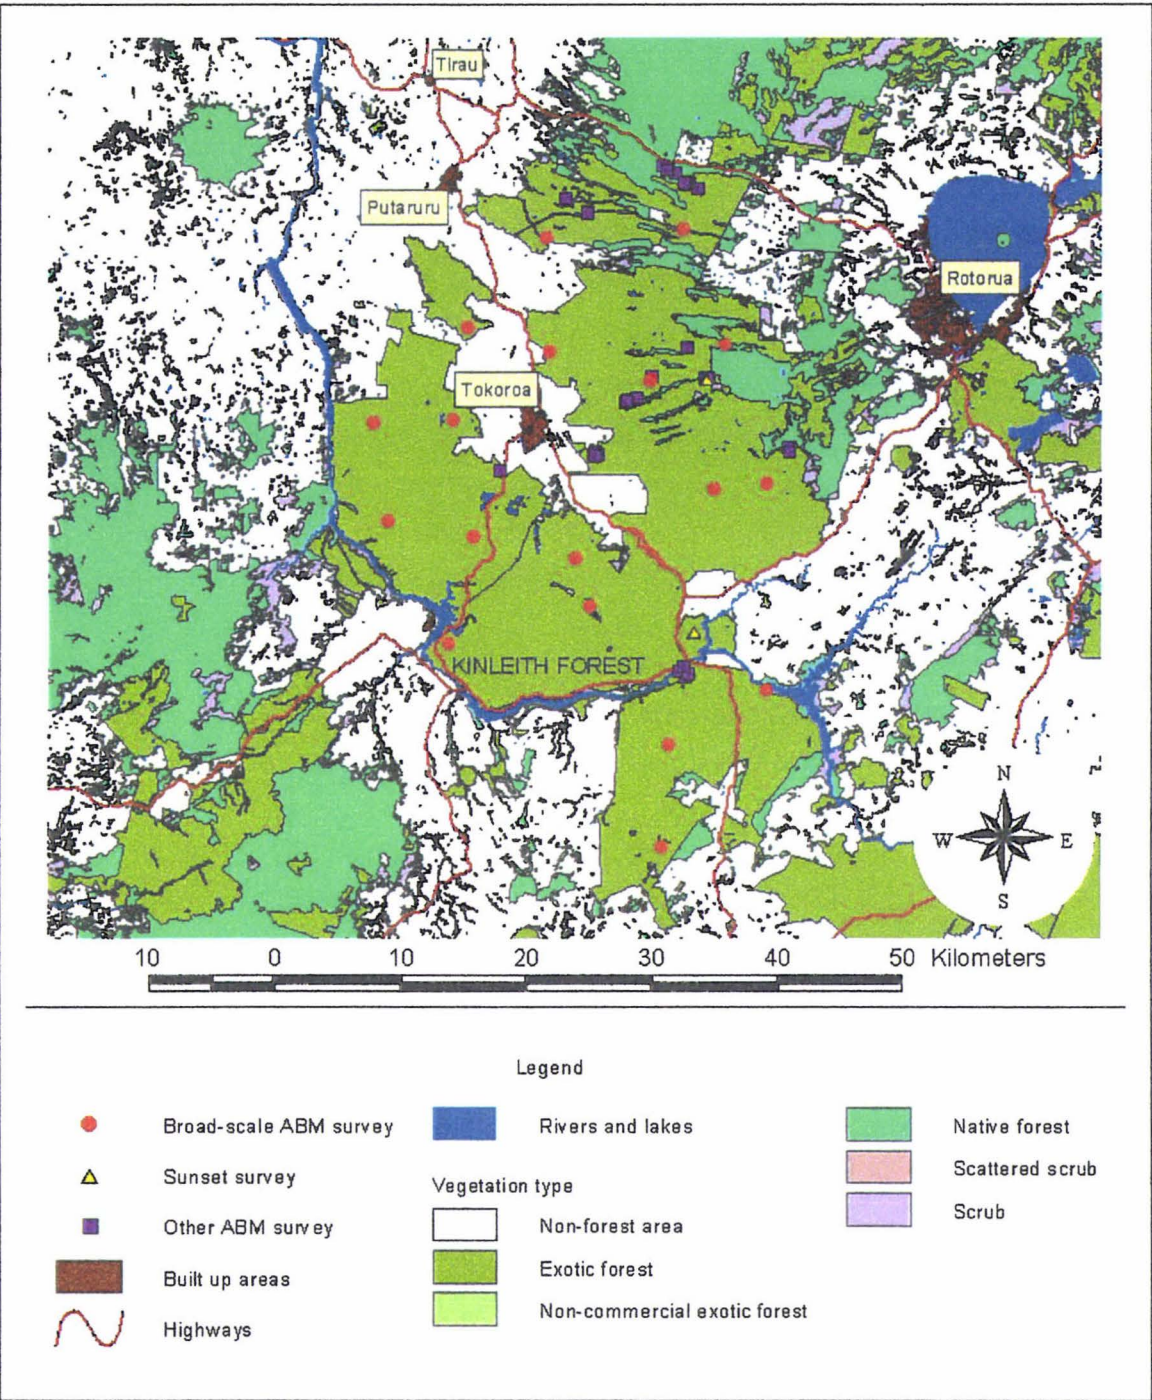 Tirau
Putaruru
Rotorua
Tokoroa
KINLEITH FOREST
N
W E
S
10 0 10 20 30 40 50 Kilometers
Legend
Broad-scale ABM survey
Sunset survey
Other ABM survey
Built up areas
Highways
Rivers and lakes
Vegetation type
Non-forest area
Exotic forest
Non-commercial exotic forest
Native forest
Scattered scrub
Scrub